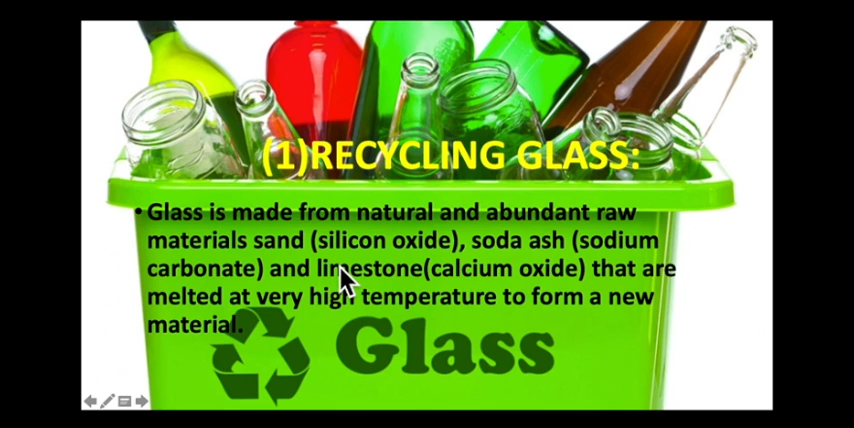 (1)RECYCLING GLASS:
• Glass is made from natural and abundant raw
materials sand (silicon oxide), soda ash (sodium
carbonate) and limestone(calcium oxide) that are
melted at very high temperature to form a new
material.
Glass